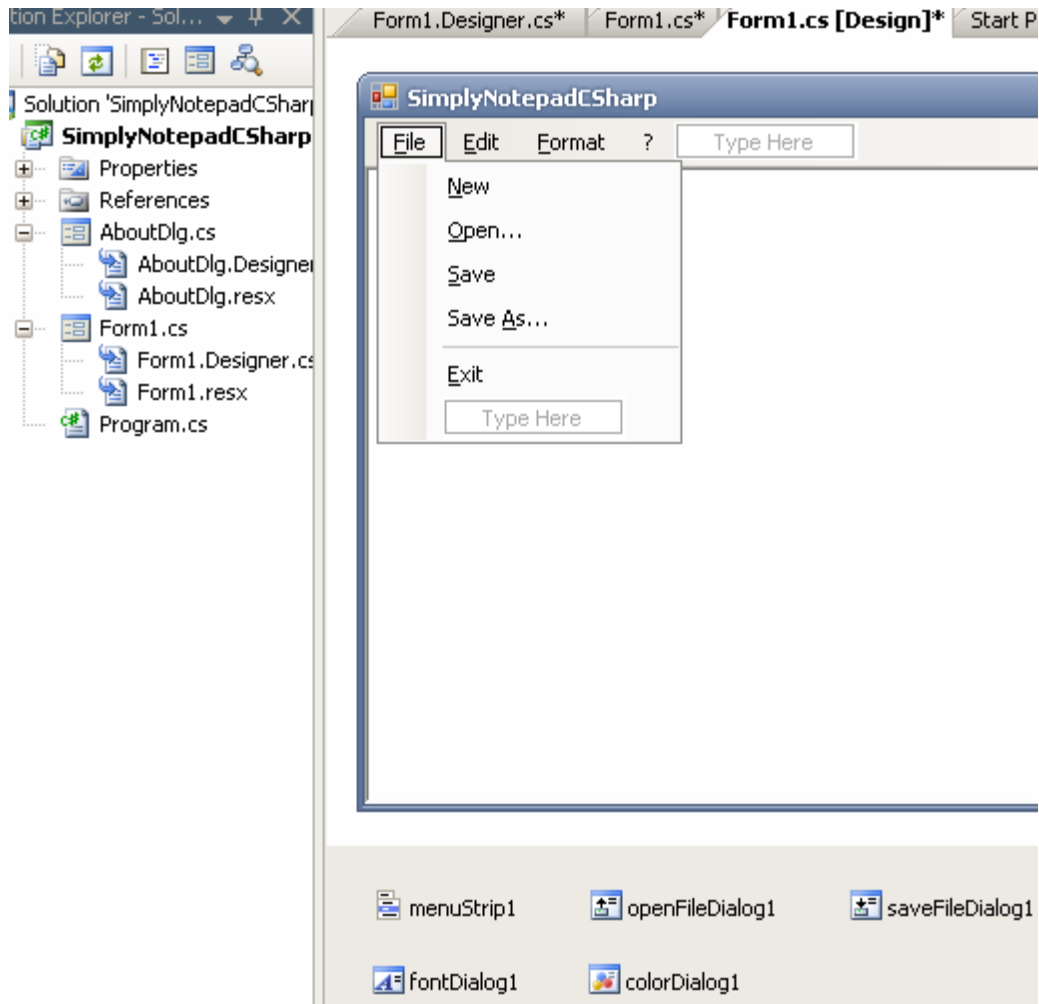 tion Explorer - Sol...
Solution 'SimplyNotepadCShar
SimplyNotepadCSharp
Properties
References
AboutDlg.cs
AboutDlg.Designe
AboutDlg.resx
Form1.cs
Form1.Designer.cs
Form1.resx
Program.cs
Form1.Designer.cs* Form1.cs* Form1.cs [Design]* Start P
SimplyNotepadCSharp
File Edit Format ? Type Here
New
Open...
Save
Save As...
Exit
Type Here
menuStrip1 openFileDialog1 saveFileDialog1
fontDialog1 colorDialog1